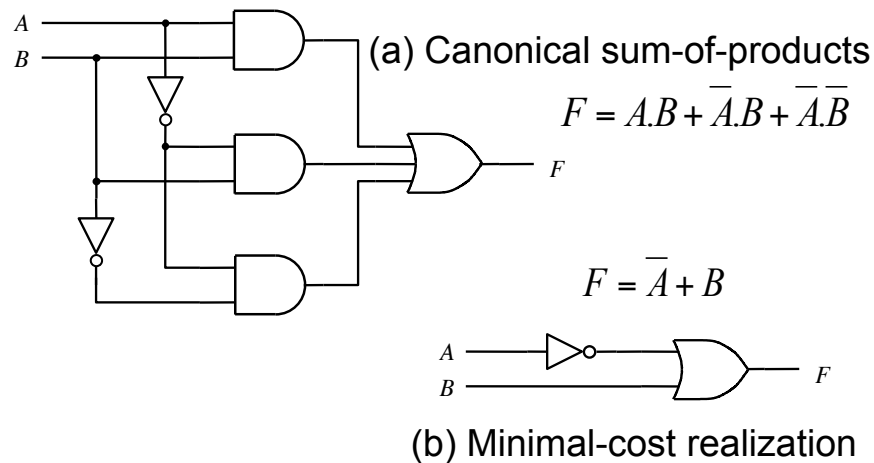 A
B
(a) Canonical sum-of-products
F = A.B + A̅.B + A̅.B̅
F
F = A̅ + B
A
B
F
(b) Minimal-cost realization